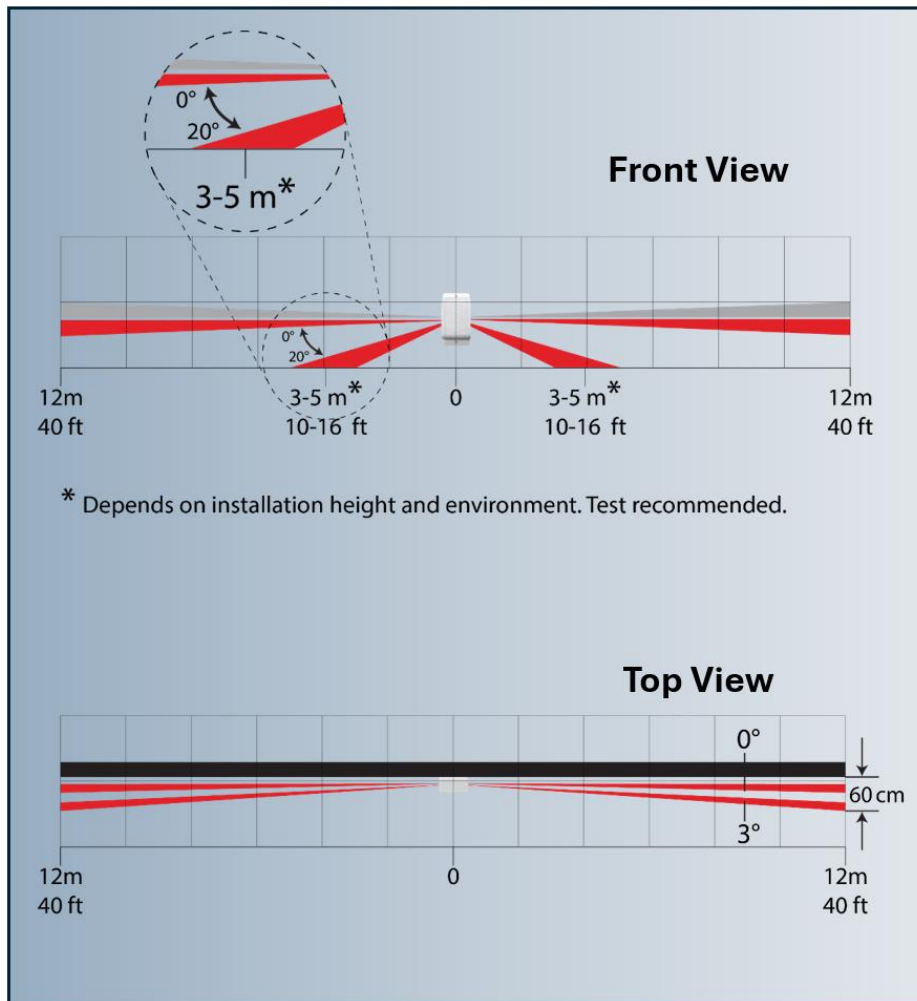 0°
20°
3-5 m*
Front View
0°
20°
12m 3-5 m* 0 3-5 m* 12m
40 ft 10-16 ft 10-16 ft 40 ft
* Depends on installation height and environment. Test recommended.
Top View
0°
60 cm
3°
12m 0 12m
40 ft 40 ft